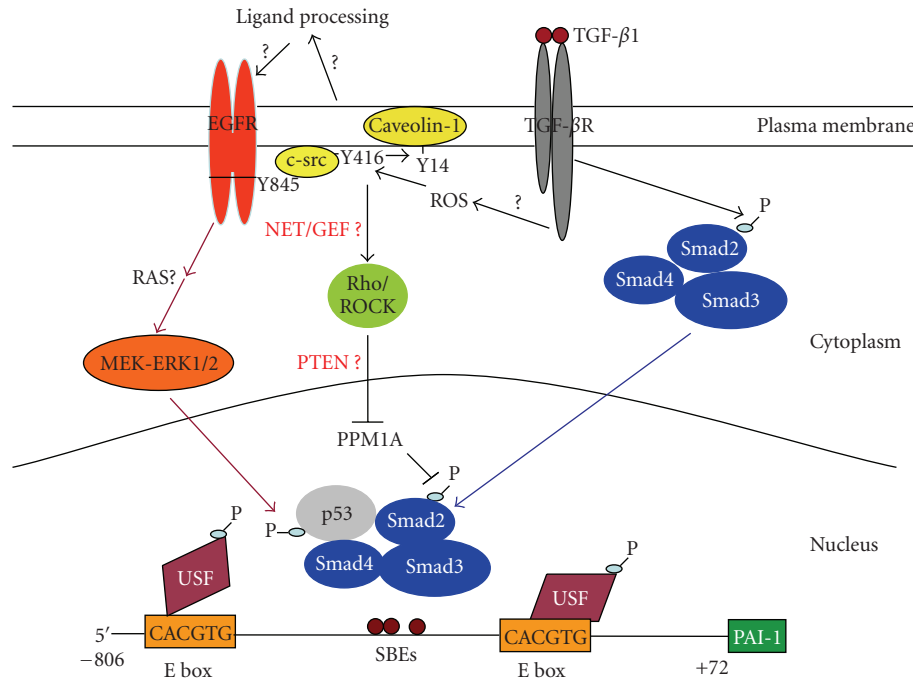 Ligand processing
TGF-β1
?
?
EGFR
Caveolin-1
TGF-βR
Plasma membrane
c-src
Y416
Y14
Y845
ROS
?
P
NET/GEF ?
Smad2
RAS?
Rho/
ROCK
Smad4
Smad3
Cytoplasm
MEK-ERK1/2
PTEN ?
PPM1A
P
P
P
p53
Smad2
P
Nucleus
USF
Smad4
Smad3
USF
5′
CACGTG
CACGTG
PAI-1
−806
E box
SBEs
E box
+72